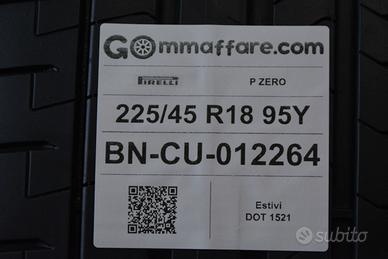 GOmmaffare.com
PIRELLI
P ZERO
225/45 R18 95Y
BN-CU-012264
Estivi
DOT 1521
subito